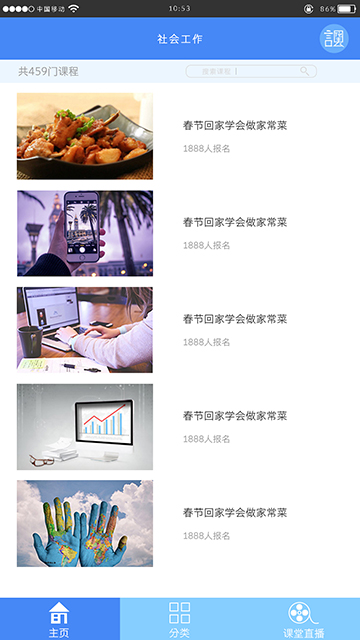 中国移动
10:53
86%
社会工作
共459门课程
搜索课程
春节回家学会做家常菜
1888人报名
春节回家学会做家常菜
1888人报名
春节回家学会做家常菜
1888人报名
春节回家学会做家常菜
1888人报名
春节回家学会做家常菜
1888人报名
主页
分类
课堂直播